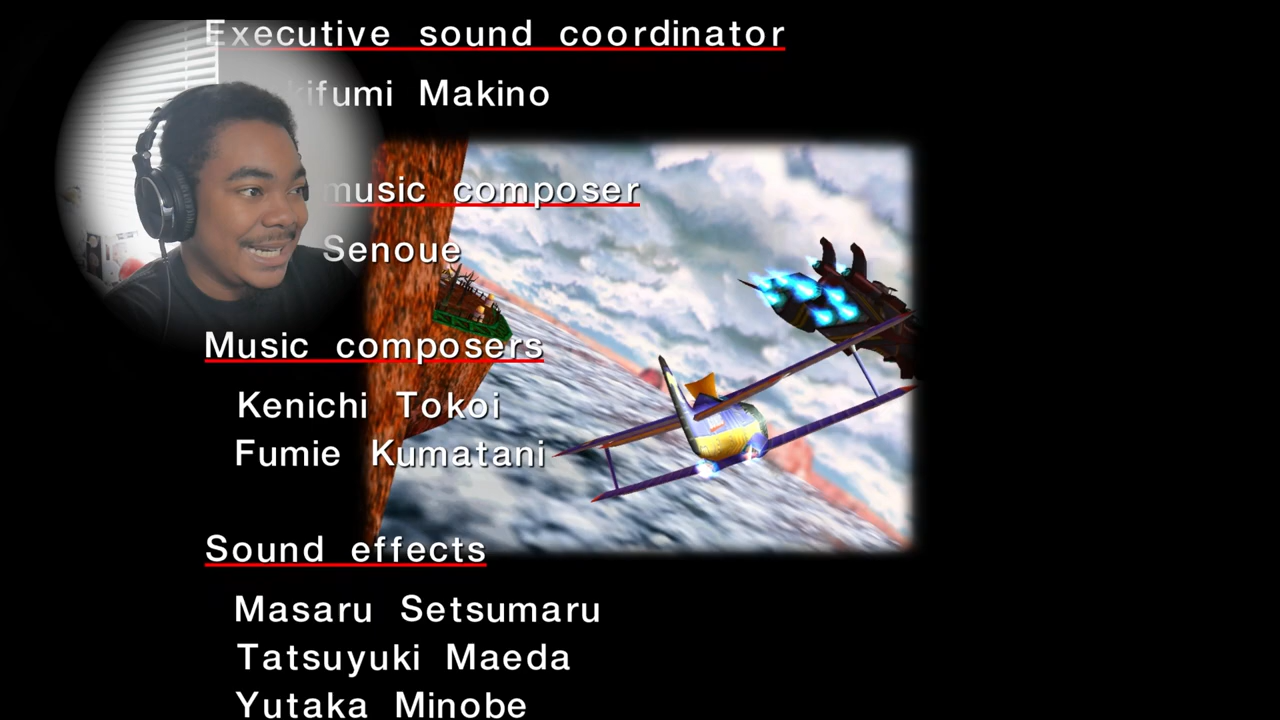 Executive sound coordinator
kifumi Makino
music composer
Senoue
Music composers
Kenichi Tokoi
Fumie Kumatani
Sound effects
Masaru Setsumaru
Tatsuyuki Maeda
Yutaka Minobe